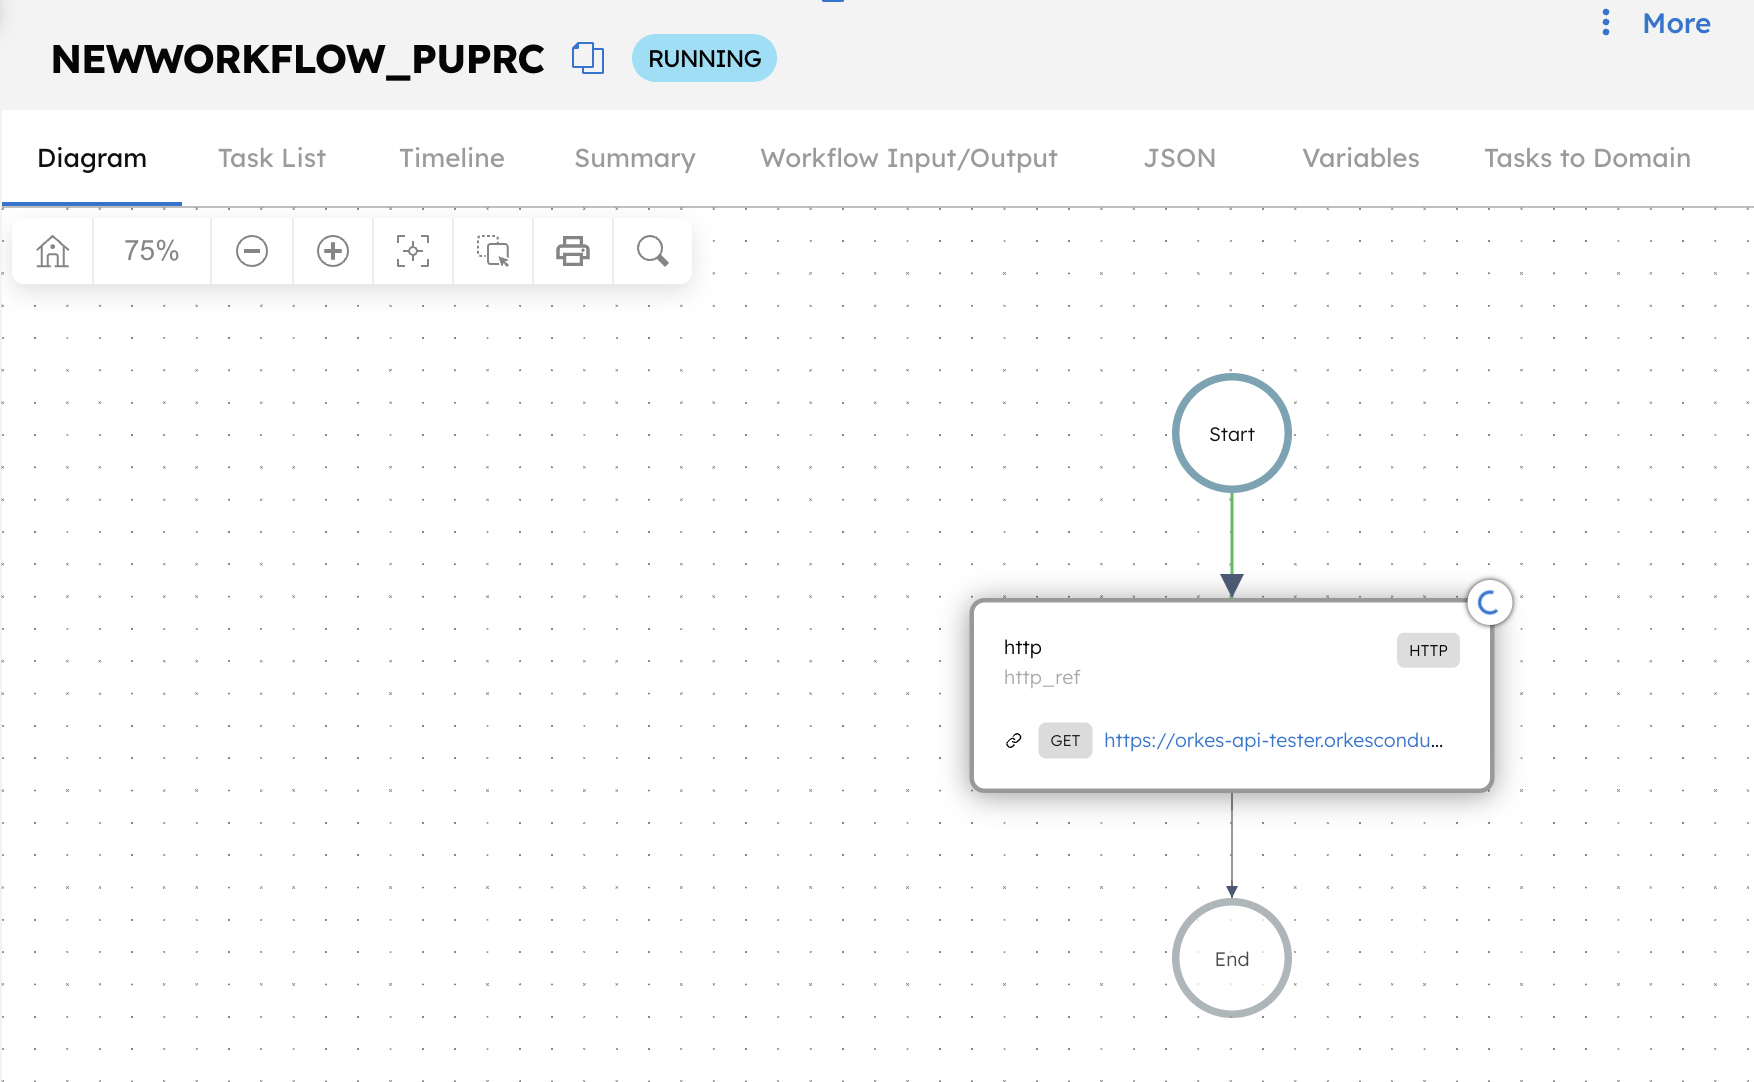 More
NEWWORKFLOW_PUPRC RUNNING
Diagram Task List Timeline Summary Workflow Input/Output JSON Variables Tasks to Domain
75%
Start
http HTTP
http_ref
GET https://orkes-api-tester.orkescondu...
End